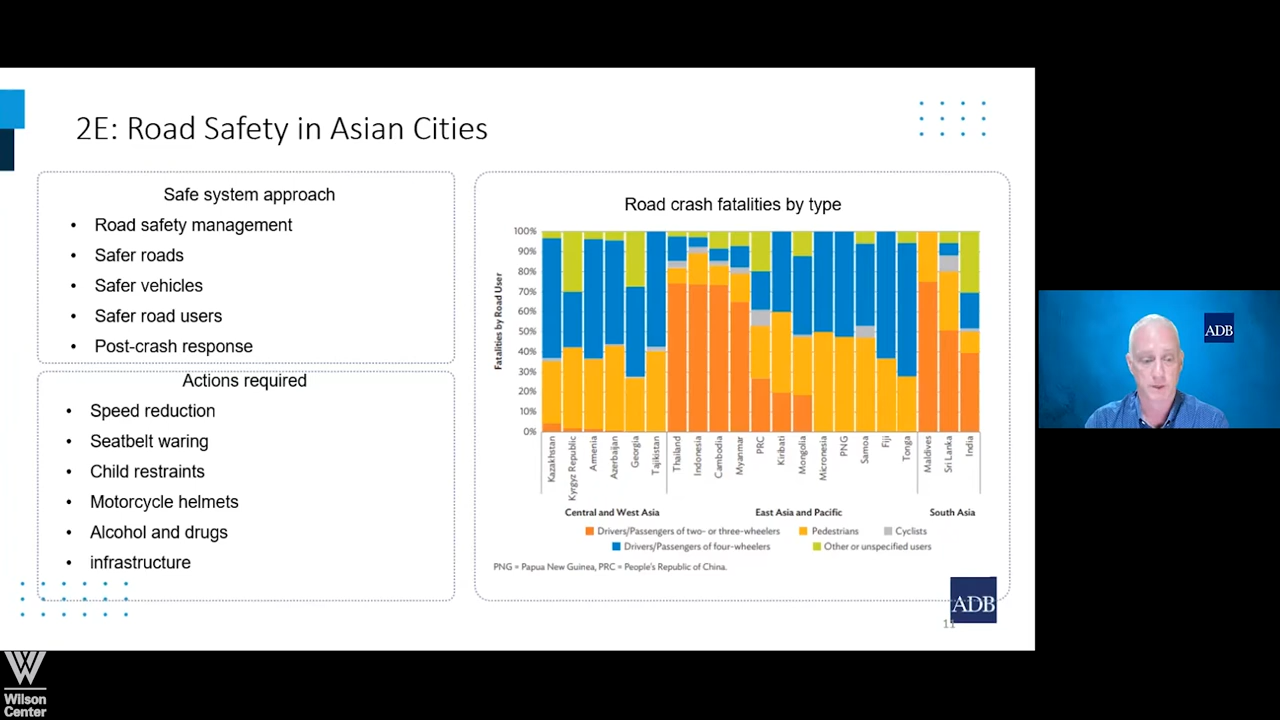 2E: Road Safety in Asian Cities
Safe system approach
• Road safety management
• Safer roads
• Safer vehicles
• Safer road users
• Post-crash response
Actions required
• Speed reduction
• Seatbelt waring
• Child restraints
• Motorcycle helmets
• Alcohol and drugs
• infrastructure
Road crash fatalities by type
Fatalities by Road User
100%
90%
80%
70%
60%
50%
40%
30%
20%
10%
0%
Kazakhstan
Kyrgyz Republic
Armenia
Azerbaijan
Georgia
Tajikistan
Thailand
Indonesia
Cambodia
Myanmar
PRC
Kiribati
Mongolia
Micronesia
PNG
Samoa
Fiji
Tonga
Maldives
Sri Lanka
India
Central and West Asia
East Asia and Pacific
South Asia
Drivers/Passengers of two- or three-wheelers
Pedestrians
Cyclists
Drivers/Passengers of four-wheelers
Other or unspecified users
PNG = Papua New Guinea, PRC = People's Republic of China.
ADB
11
ADB
W
Wilson
Center